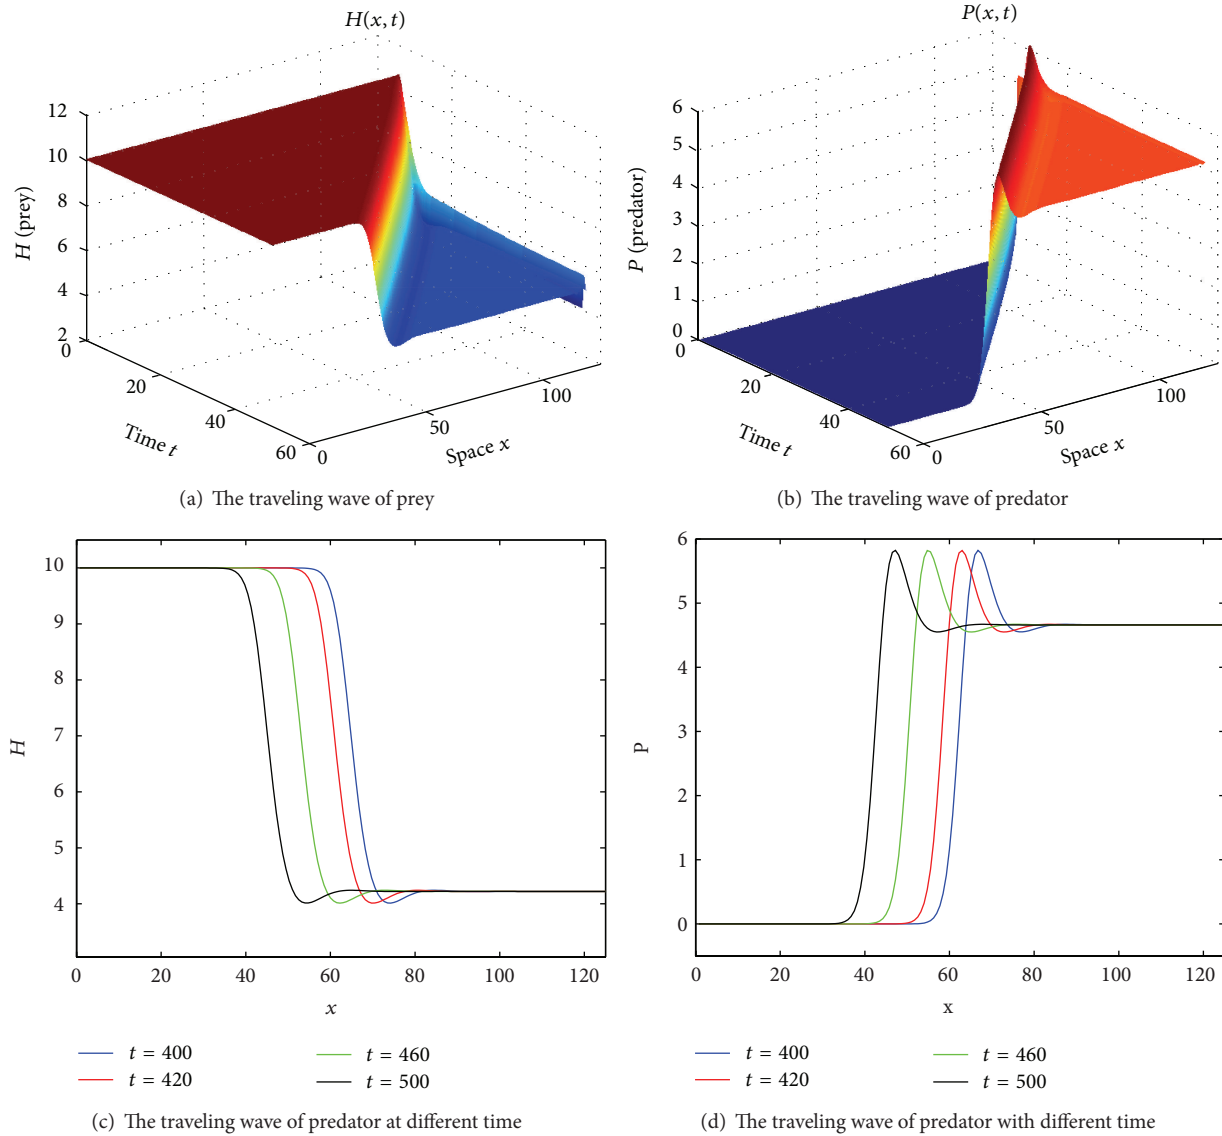 H(x, t)
12
10
8
6
4
2
0
20
40
60
0
50
100
H (prey)
Time t
Space x
(a) The traveling wave of prey
P(x, t)
6
5
4
3
2
1
0
0
20
40
60
0
50
100
P (predator)
Time t
Space x
(b) The traveling wave of predator
10
9
8
7
6
5
4
H
0
20
40
60
80
100
120
x
t = 400
t = 420
t = 460
t = 500
(c) The traveling wave of predator at different time
6
5
4
3
2
1
0
P
0
20
40
60
80
100
120
x
t = 400
t = 420
t = 460
t = 500
(d) The traveling wave of predator with different time